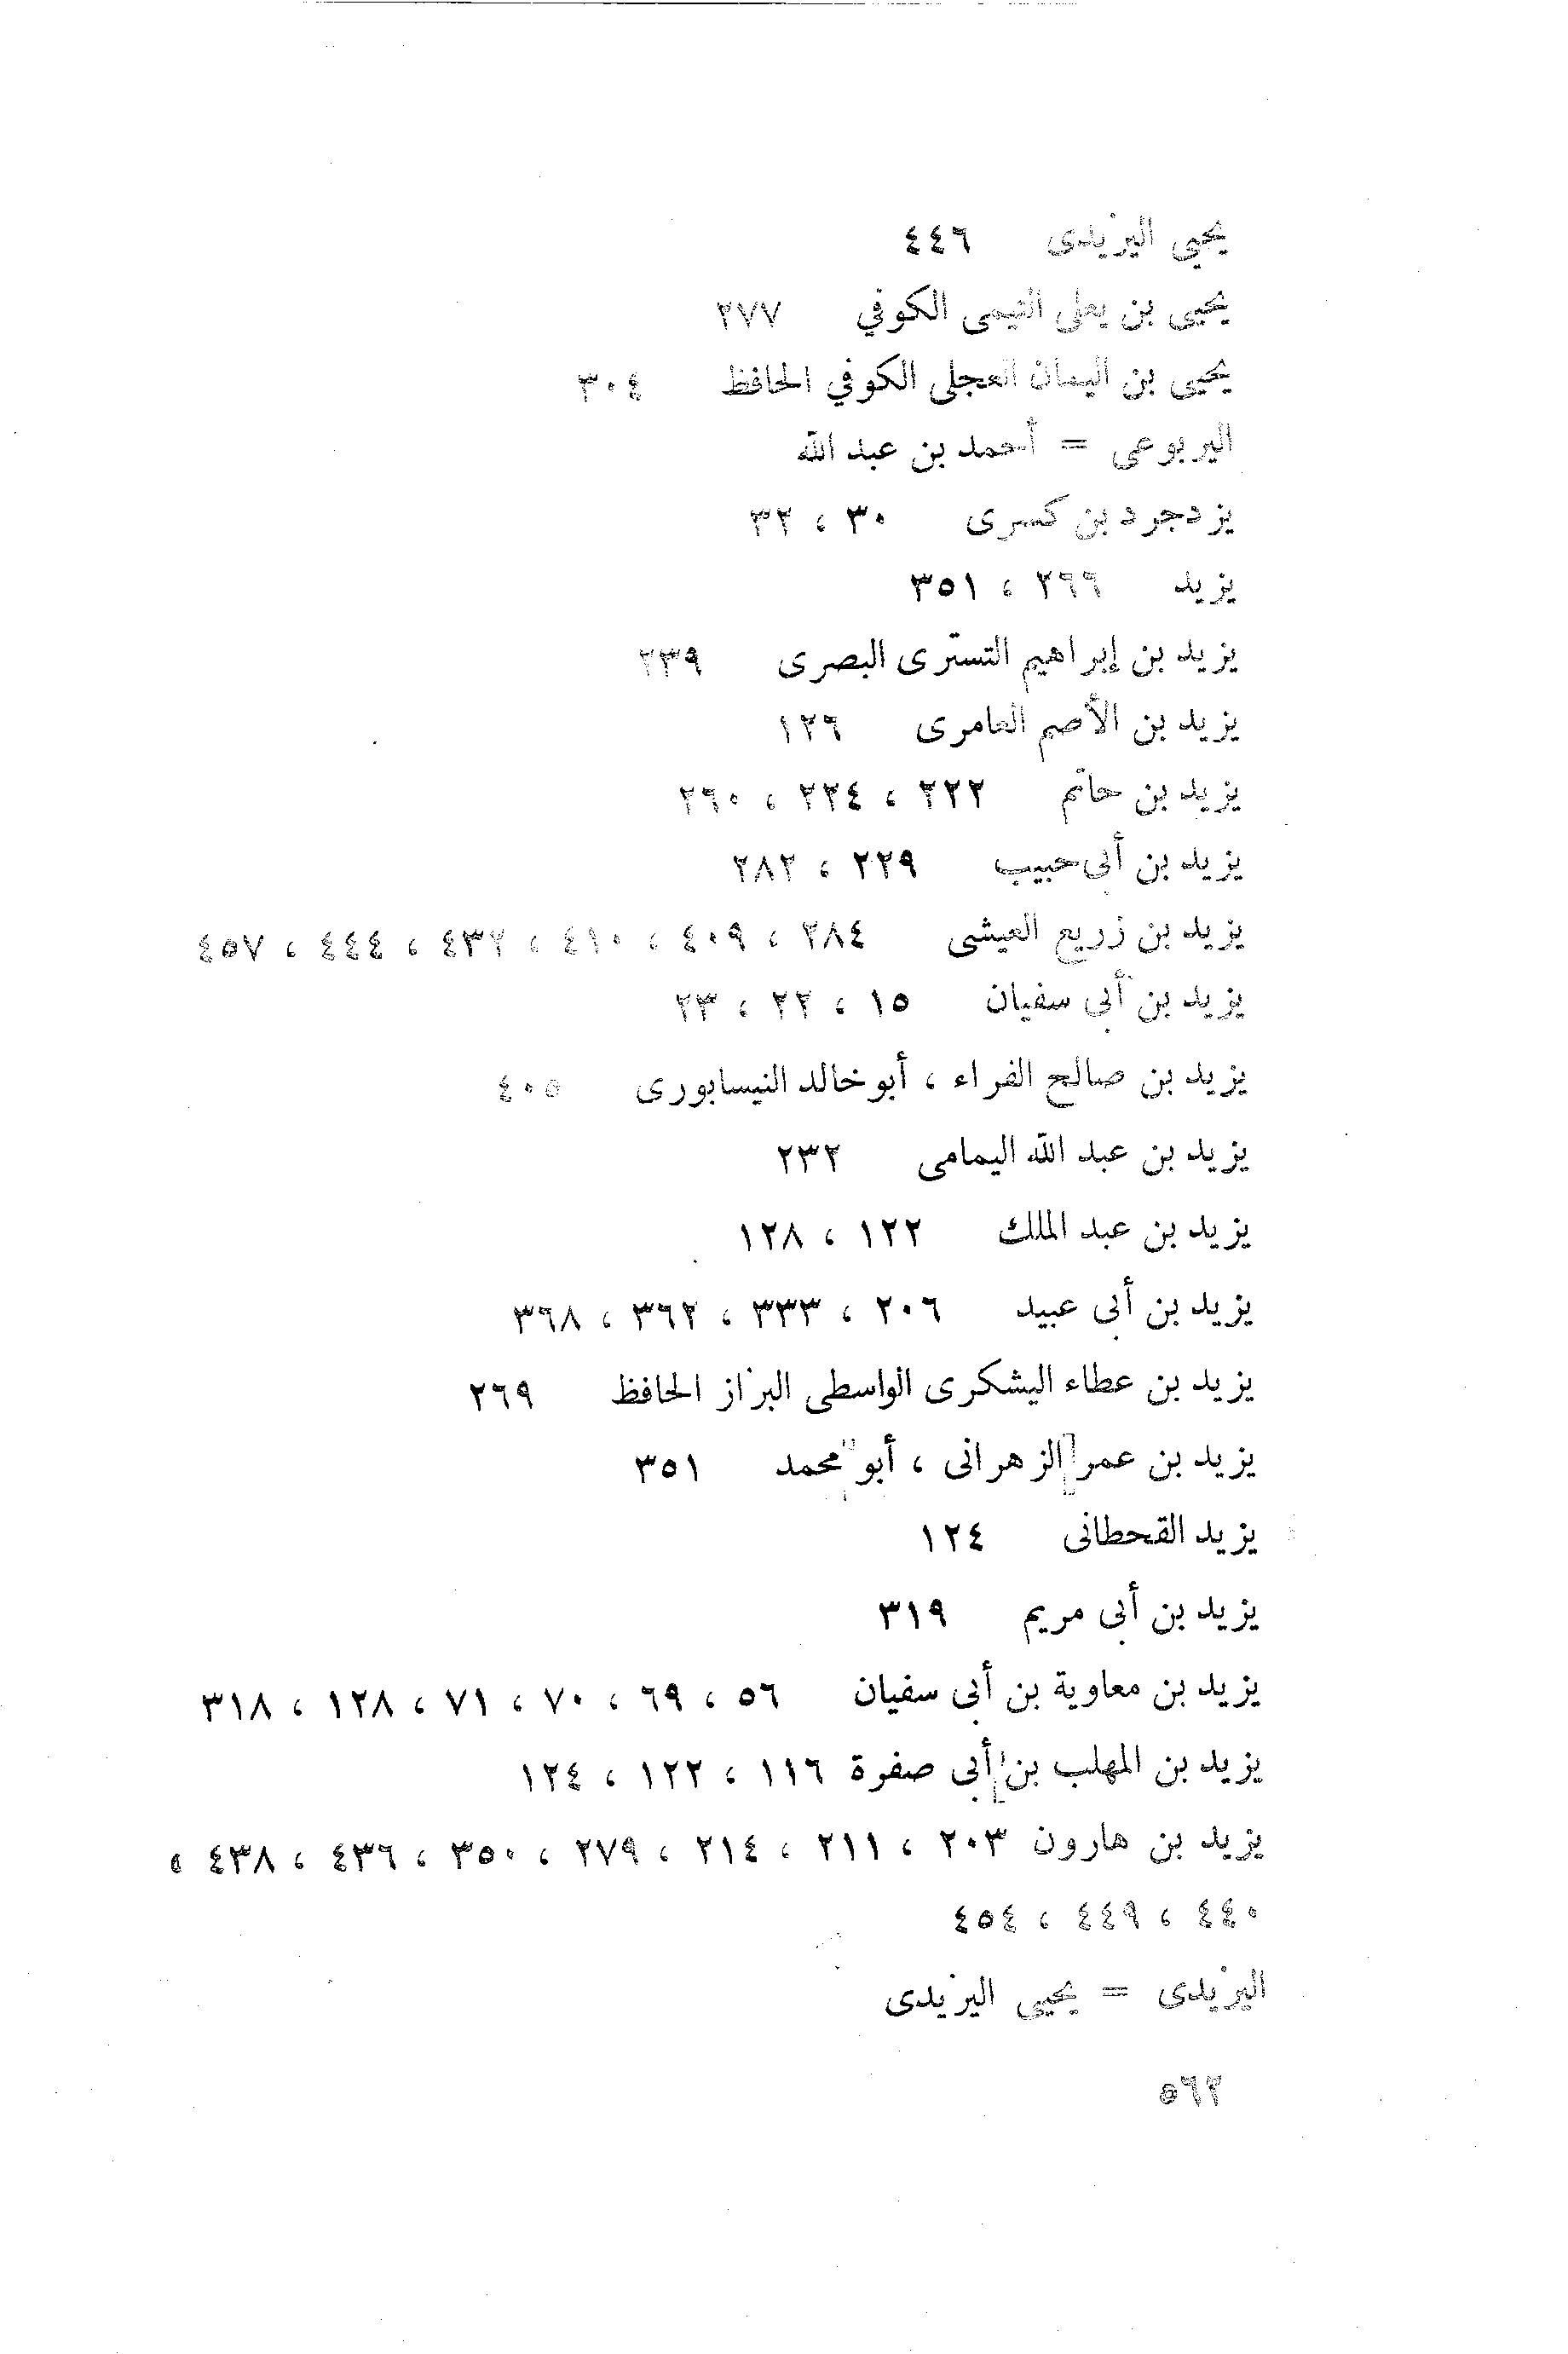 يحيى اليزيدى ٤٤٦
يحيى بن يعلى التيمى الكوفي ٢٧٧
يحيى بن اليمان العجلى الكوفي الحافظ ٣٠٤
اليربوعى = أحمد بن عبد الله
يزدجرد بن كسرى ٣٠ ، ٣٢
يزيد ٢٦٦ ، ٣٥١
يزيد بن إبراهيم التسترى البصرى ٢٣٩
يزيد بن الأصم العامرى ١٢٦
يزيد بن حاتم ٢٢٢ ، ٢٢٤ ، ٢٦٠
يزيد بن أبى حبيب ٢٢٩ ، ٢٨٢
يزيد بن زريع العيشى ٢٨٤ ، ٤٠٩ ، ٤١٠ ، ٤٣٢ ، ٤٤٤ ، ٤٥٧
يزيد بن أبى سفيان ١٥ ، ٢٢ ، ٢٣
يزيد بن صالح الفراء ، أبو خالد النيسابورى ٤٠٥
يزيد بن عبد الله اليمامى ٢٣٢
يزيد بن عبد الملك ١٢٢ ، ١٢٨
يزيد بن أبى عبيد ٢٠٦ ، ٣٣٣ ، ٣٦٢ ، ٣٦٨
يزيد بن عطاء اليشكرى الواسطى البزاز الحافظ ٢٦٩
يزيد بن عمر الزهرانى ، أبو محمد ٣٥١
يزيد القحطانى ١٢٤
يزيد بن أبى مريم ٣١٩
يزيد بن معاوية بن أبى سفيان ٥٦ ، ٦٩ ، ٧٠ ، ٧١ ، ١٢٨ ، ٣١٨
يزيد بن المهلب بن أبى صفرة ١١٦ ، ١٢٢ ، ١٢٤
يزيد بن هارون ٢٠٣ ، ٢١١ ، ٢١٤ ، ٢٧٩ ، ٣٥٠ ، ٤٣٦ ، ٤٣٨ ،
٤٤٠ ، ٤٤٩ ، ٤٥٤
اليزيدى = يحيى اليزيدى
٥٦٢